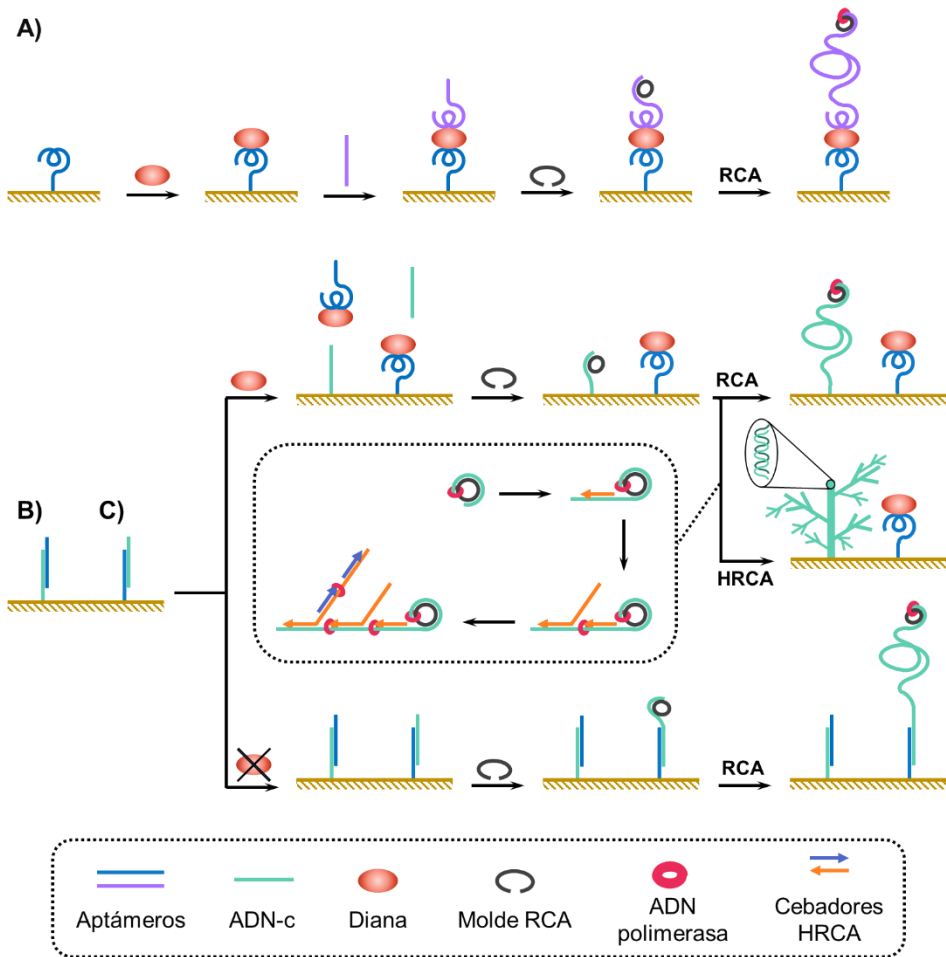 A)
RCA
RCA
B)
C)
HRCA
RCA
Aptámeros
ADN-c
Diana
Molde RCA
ADN
polimerasa
Cebadores
HRCA